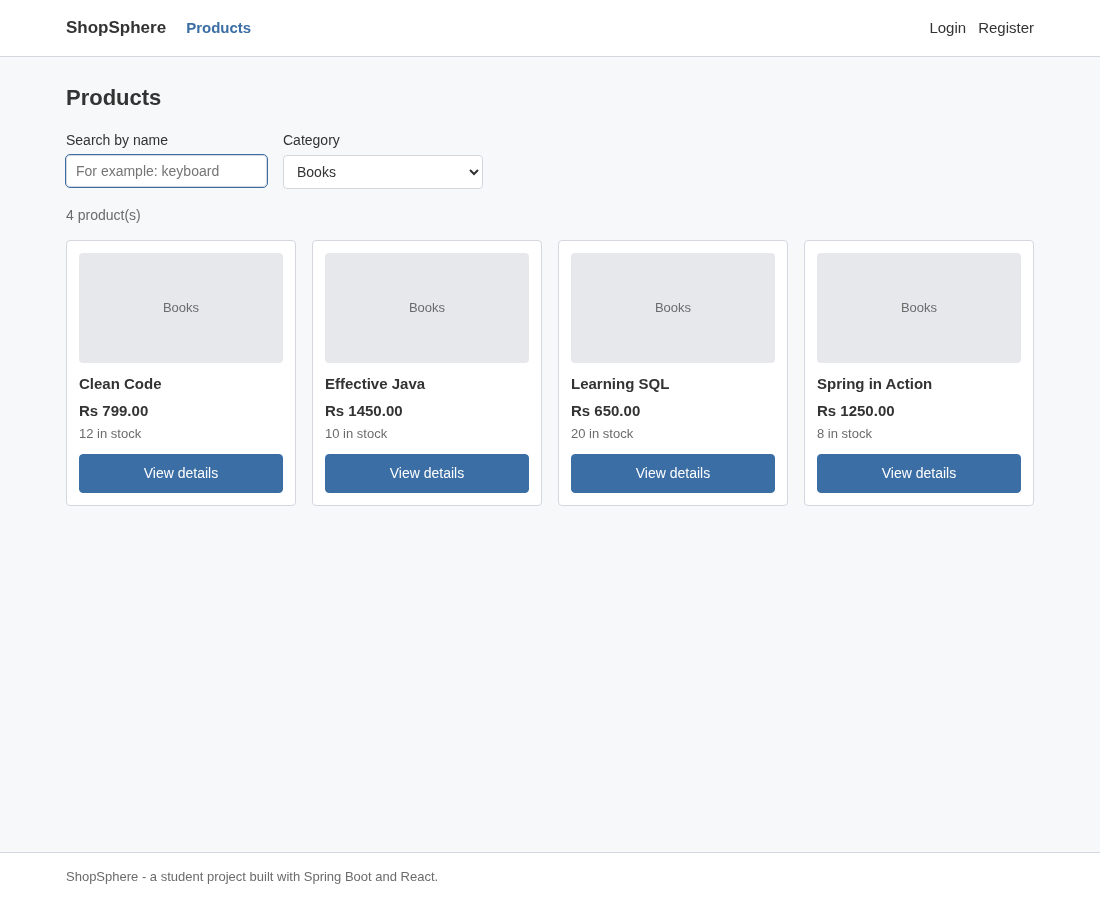 ShopSphere Products Login Register
Products
Search by name Category
For example: keyboard Books
4 product(s)
Books Books Books Books
Clean Code Effective Java Learning SQL Spring in Action
Rs 799.00 Rs 1450.00 Rs 650.00 Rs 1250.00
12 in stock 10 in stock 20 in stock 8 in stock
View details View details View details View details
ShopSphere - a student project built with Spring Boot and React.